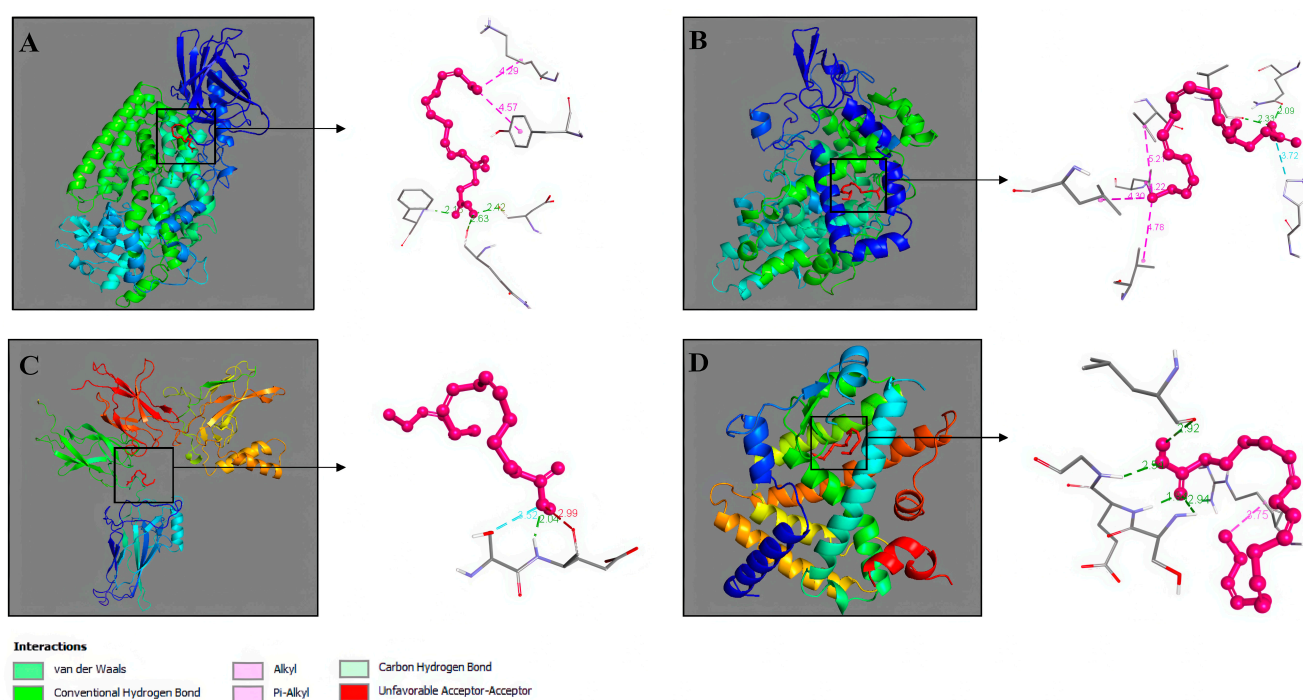 A
4.29
4.57
2.42
2.63
B
2.09
2.33
3.72
5.21
4.30
4.78
C
2.04
2.99
D
2.94
3.75
Interactions
van der Waals
Alkyl
Carbon Hydrogen Bond
Conventional Hydrogen Bond
Pi-Alkyl
Unfavorable Acceptor-Acceptor